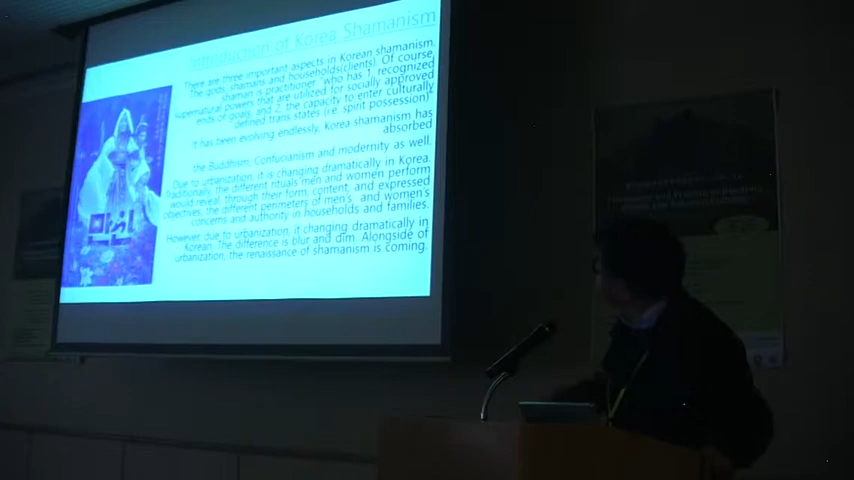 Introduction of Korea Shamanism
There are three important aspects in Korean shamanism.
The gods, shamans and households(clients). Of course,
shaman is practitioner "who has 1, recognized
supernatural powers that are utilized for socially approved
ends of goals, and 2, the capacity to enter culturally
defined trans states (i.e. spirit possession)"
It has been evolving endlessly, Korea shamanism has
absorbed
the Buddhism, Confucianism and modernity as well.
Due to urbanization, it is changing dramatically in Korea.
Traditionally, the different rituals men and women perform
would reveal, through their form, content, and expressed
objectives, the different perimeters of men's and women's
concerns and authority in households and families.
However, due to urbanization, it changing dramatically in
Korean. The difference is blur and dim. Alongside of
urbanization, the renaissance of shamanism is coming.